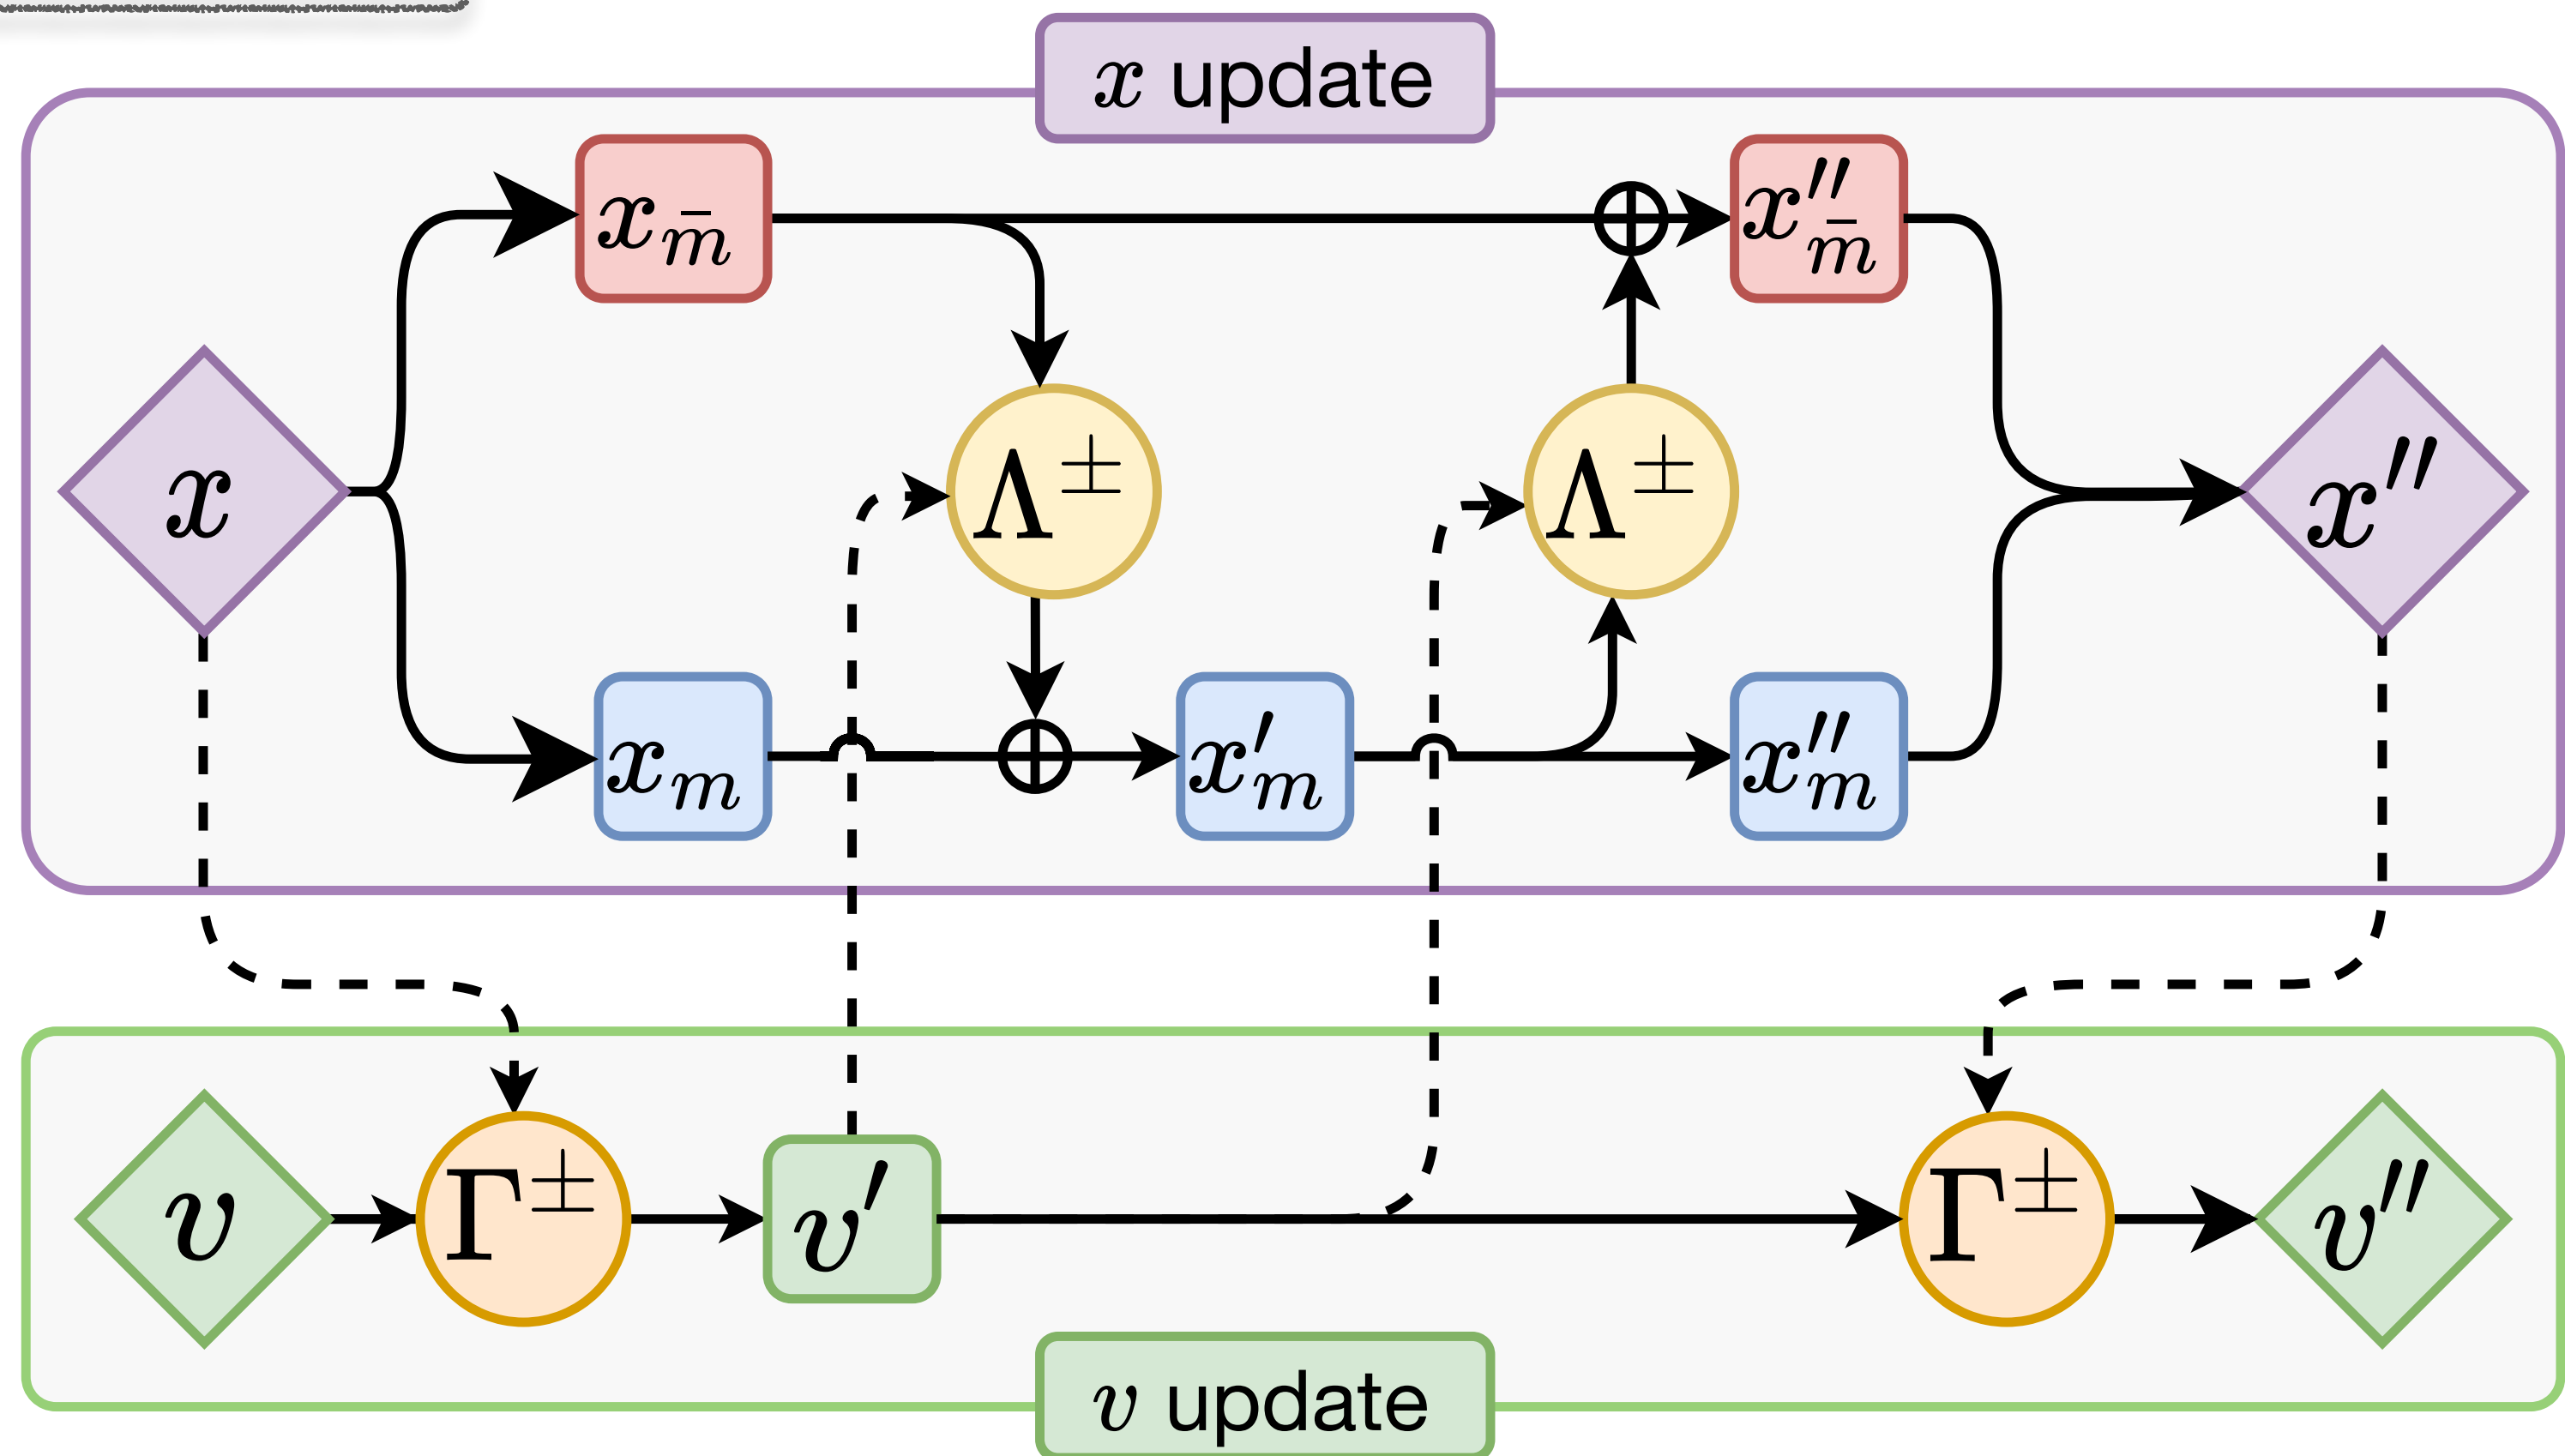 x update
x_m̄
x″_m̄
x
Λ±
Λ±
x″
x_m
x′_m
x″_m
v
Γ±
v′
Γ±
v″
v update